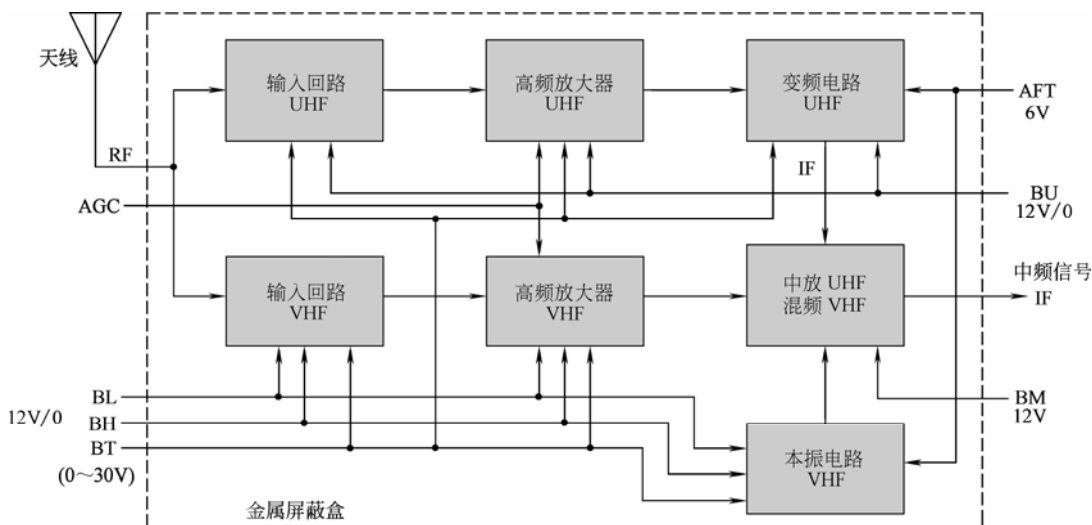 天线
输入回路
UHF
高频放大器
UHF
变频电路
UHF
AFT
6V
RF
IF
AGC
BU
12V/0
输入回路
VHF
高频放大器
VHF
中放 UHF
混频 VHF
中频信号
IF
BL
12V/0
BH
BT
(0～30V)
BM
12V
本振电路
VHF
金属屏蔽盒